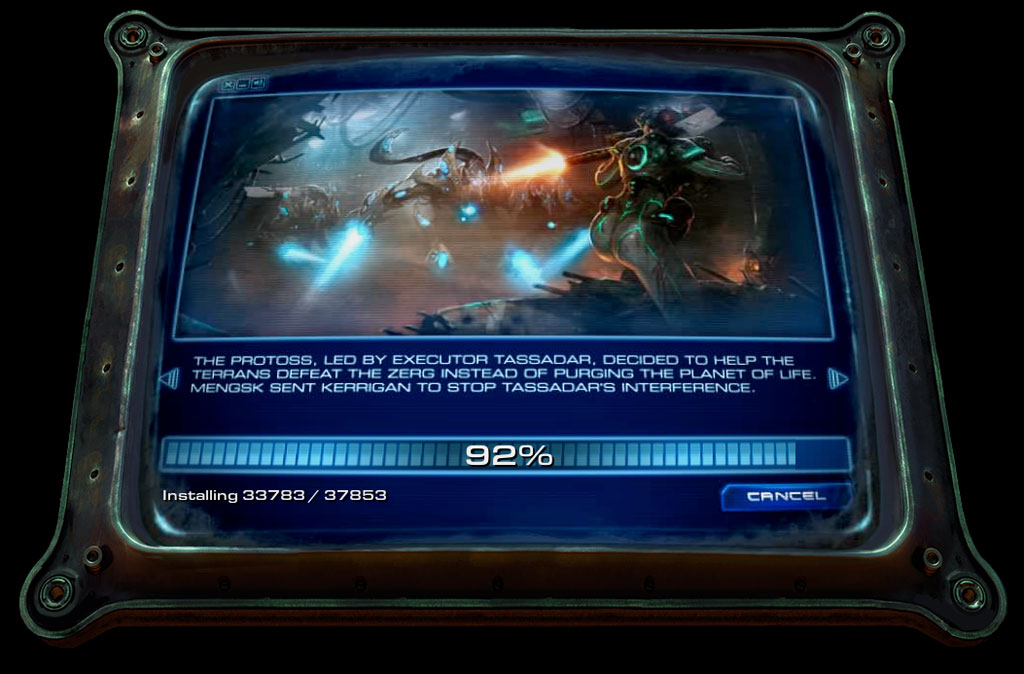 THE PROTOSS, LED BY EXECUTOR TASSADAR, DECIDED TO HELP THE
TERRANS DEFEAT THE ZERG INSTEAD OF PURGING THE PLANET OF LIFE.
MENGSK SENT KERRIGAN TO STOP TASSADAR'S INTERFERENCE.
92%
Installing 33783 / 37853
CANCEL